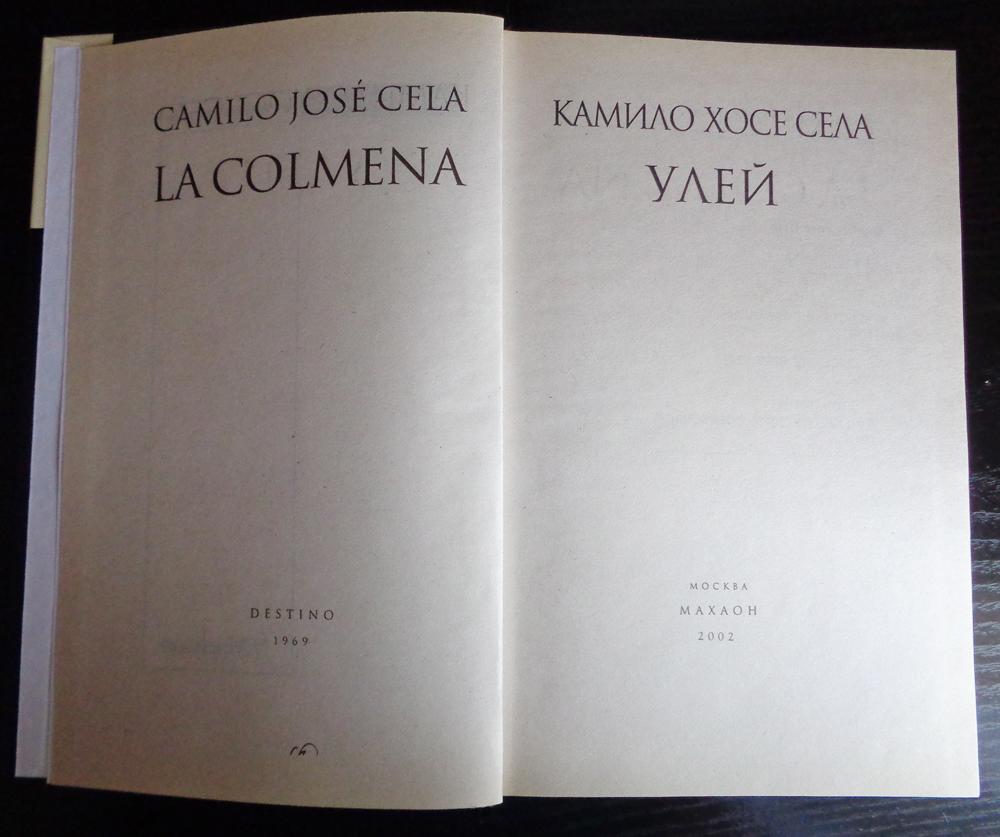 CAMILO JOSÉ CELA
LA COLMENA
DESTINO
1969
КАМИЛО ХОСЕ СЕЛА
УЛЕЙ
МОСКВА
МАХАОН
2002